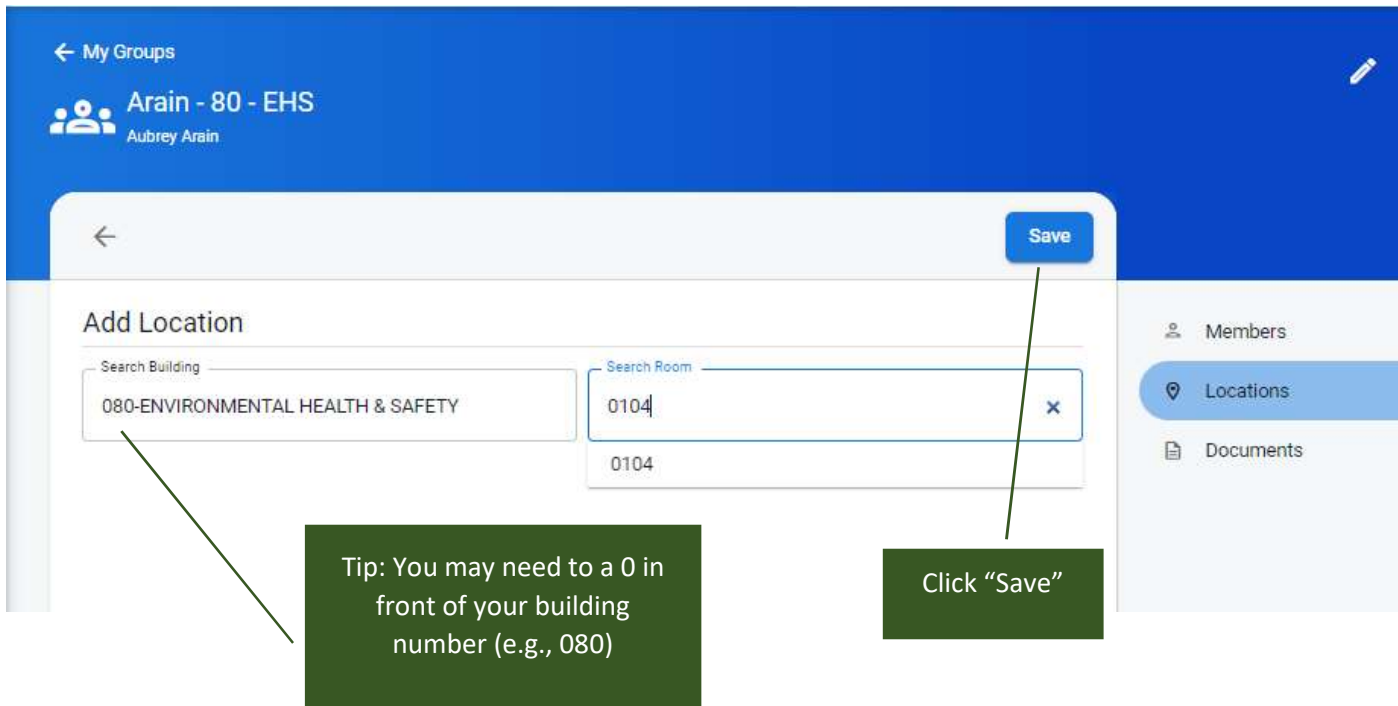 My Groups
Arain - 80 - EHS
Aubrey Arain
Save
Add Location
Search Building
080-ENVIRONMENTAL HEALTH & SAFETY
Search Room
0104
0104
Members
Locations
Documents
Tip: You may need to a 0 in
front of your building
number (e.g., 080)
Click “Save”